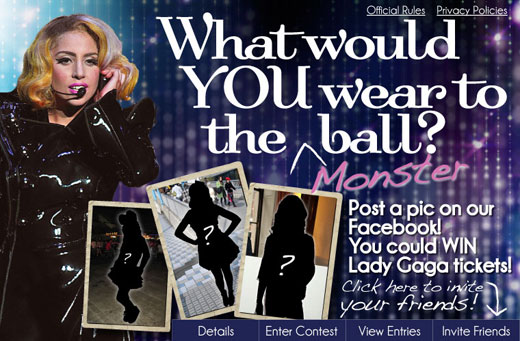 Official Rules Privacy Policies
What would
YOU wear to
the ball?
Monster
Post a pic on our
Facebook!
You could WIN
Lady Gaga tickets!
Click here to invite
your friends!
? ? ?
Details Enter Contest View Entries Invite Friends